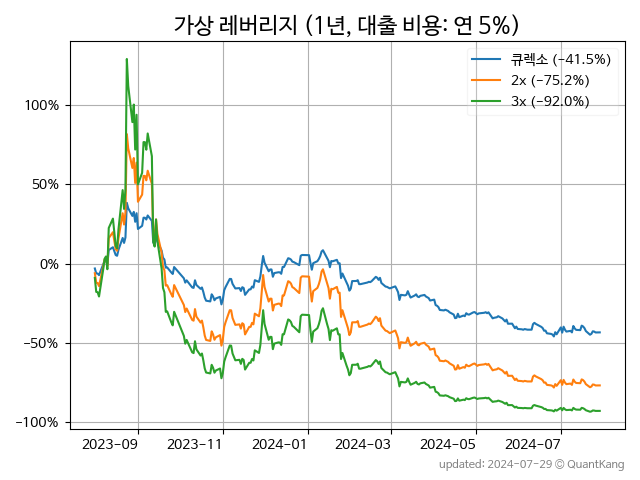 가상 레버리지 (1년, 대출 비용: 연 5%)
큐렉소 (−41.5%)
2x (−75.2%)
3x (−92.0%)
100%
50%
0%
−50%
−100%
2023-09
2023-11
2024-01
2024-03
2024-05
2024-07
updated: 2024-07-29 © QuantKang